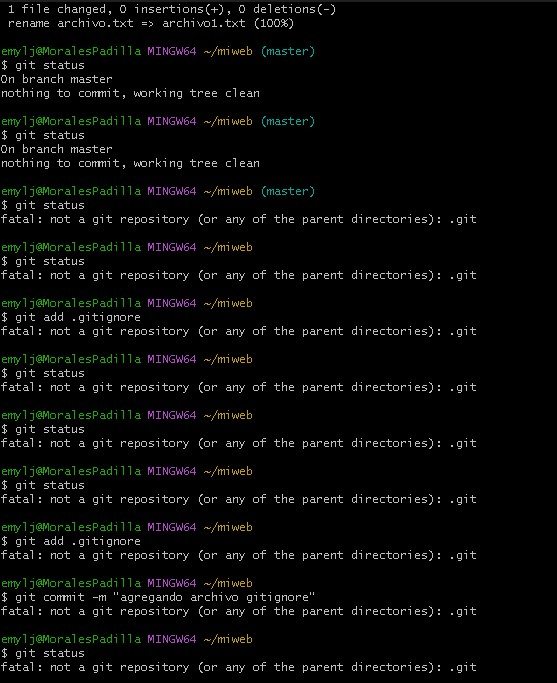 1 file changed, 0 insertions(+), 0 deletions(-)
rename archivo.txt => archivo1.txt (100%)
emylj@MoralesPadilla MINGW64 ~/miweb (master)
$ git status
On branch master
nothing to commit, working tree clean
emylj@MoralesPadilla MINGW64 ~/miweb (master)
$ git status
On branch master
nothing to commit, working tree clean
emylj@MoralesPadilla MINGW64 ~/miweb (master)
$ git status
fatal: not a git repository (or any of the parent directories): .git
emylj@MoralesPadilla MINGW64 ~/miweb
$ git status
fatal: not a git repository (or any of the parent directories): .git
emylj@MoralesPadilla MINGW64 ~/miweb
$ git add .gitignore
fatal: not a git repository (or any of the parent directories): .git
emylj@MoralesPadilla MINGW64 ~/miweb
$ git status
fatal: not a git repository (or any of the parent directories): .git
emylj@MoralesPadilla MINGW64 ~/miweb
$ git status
fatal: not a git repository (or any of the parent directories): .git
emylj@MoralesPadilla MINGW64 ~/miweb
$ git status
fatal: not a git repository (or any of the parent directories): .git
emylj@MoralesPadilla MINGW64 ~/miweb
$ git add .gitignore
fatal: not a git repository (or any of the parent directories): .git
emylj@MoralesPadilla MINGW64 ~/miweb
$ git commit -m "agregando archivo gitignore"
fatal: not a git repository (or any of the parent directories): .git
emylj@MoralesPadilla MINGW64 ~/miweb
$ git status
fatal: not a git repository (or any of the parent directories): .git